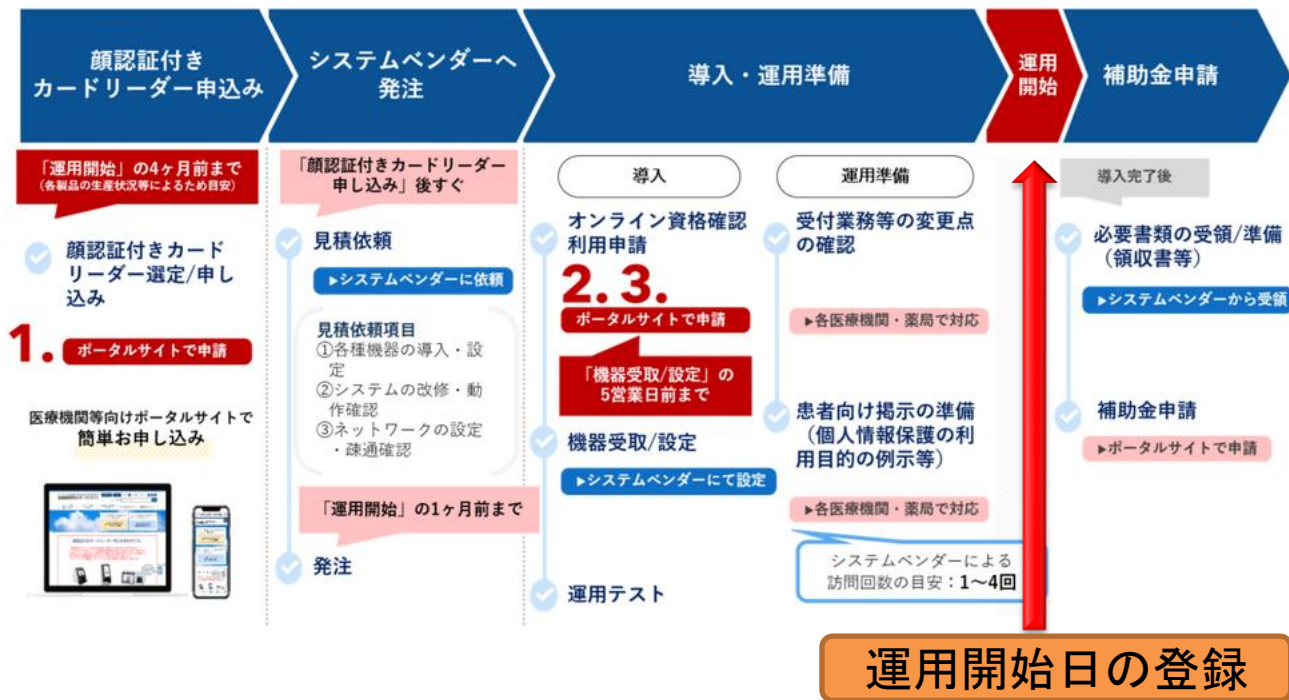 顔認証付き
カードリーダー申込み
システムベンダーへ
発注
導入・運用準備
運用
開始
補助金申請
「運用開始」の4ヶ月前まで
(各製品の生産状況等によるため目安)
顔認証付きカード
リーダー選定/申し
込み
1.
ポータルサイトで申請
医療機関等向けポータルサイトで
簡単お申し込み
「顔認証付きカードリーダー
申し込み」後すぐ
見積依頼
▶システムベンダーに依頼
見積依頼項目
①各種機器の導入・設
定
②システムの改修・動
作確認
③ネットワークの設定
・疎通確認
「運用開始」の1ヶ月前まで
発注
導入
オンライン資格確認
利用申請
2. 3.
ポータルサイトで申請
「機器受取/設定」の
5営業日前まで
機器受取/設定
▶システムベンダーにて設定
運用テスト
運用準備
受付業務等の変更点
の確認
▶各医療機関・薬局で対応
患者向け掲示の準備
（個人情報保護の利
用目的の例示等）
▶各医療機関・薬局で対応
システムベンダーによる
訪問回数の目安：1～4回
導入完了後
必要書類の受領/準備
（領収書等）
▶システムベンダーから受領
補助金申請
▶ポータルサイトで申請
運用開始日の登録